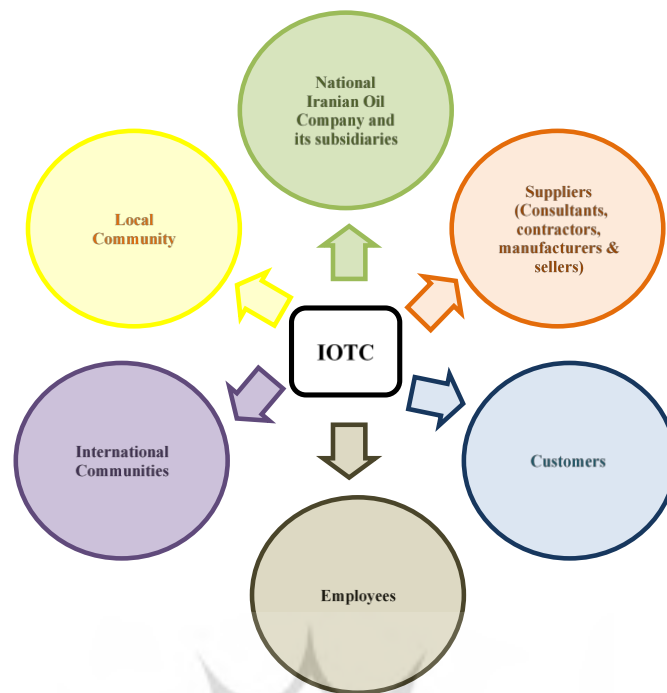 National
Iranian Oil
Company and
its subsidiaries
Suppliers
(Consultants,
contractors,
manufacturers &
sellers)
Local
Community
IOTC
International
Communities
Customers
Employees